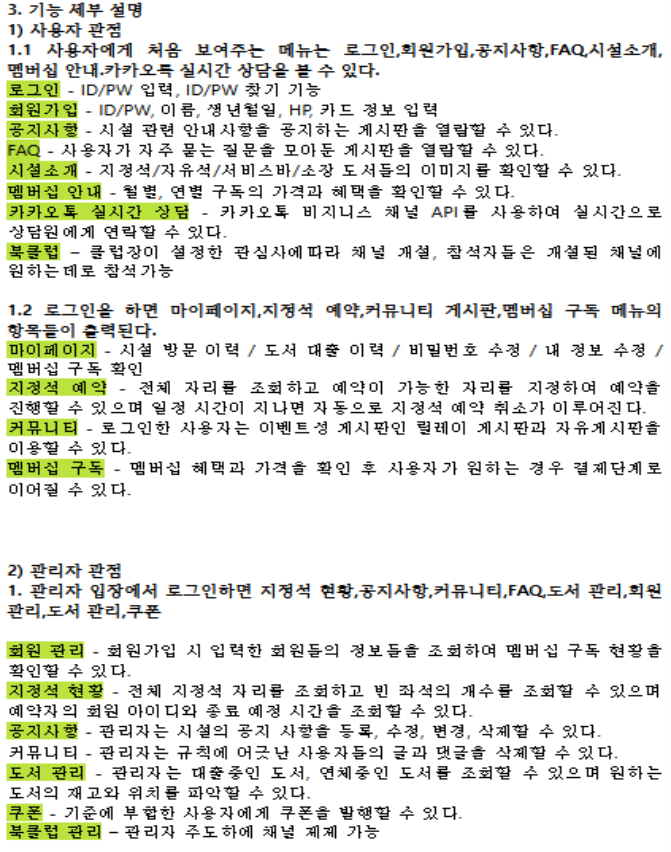 3. 기능 세부 설명
1) 사용자 관점
1.1 사용자에게 처음 보여주는 메뉴는 로그인,회원가입,공지사항,FAQ,시설소개,
멤버십 안내.카카오톡 실시간 상담을 볼 수 있다.
로그인 - ID/PW 입력, ID/PW 찾기 기능
회원가입 - ID/PW, 이름, 생년월일, HP, 카드 정보 입력
공지사항 - 시설 관련 안내사항을 공지하는 게시판을 열람할 수 있다.
FAQ - 사용자가 자주 묻는 질문을 모아둔 게시판을 열람할 수 있다.
시설소개 - 지정석/자유석/서비스바/소장 도서들의 이미지를 확인할 수 있다.
멤버십 안내 - 월별, 연별 구독의 가격과 혜택을 확인할 수 있다.
카카오톡 실시간 상담 - 카카오톡 비지니스 채널 API를 사용하여 실시간으로
상담원에게 연락할 수 있다.
북클럽 – 클럽장이 설정한 관심사에따라 채널 개설, 참석자들은 개설된 채널에
원하는데로 참석가능
1.2 로그인을 하면 마이페이지,지정석 예약,커뮤니티 게시판,멤버십 구독 메뉴의
항목들이 출력된다.
마이페이지 - 시설 방문 이력 / 도서 대출 이력 / 비밀번호 수정 / 내 정보 수정 /
멤버십 구독 확인
지정석 예약 - 전체 자리를 조회하고 예약이 가능한 자리를 지정하여 예약을
진행할 수 있으며 일정 시간이 지나면 자동으로 지정석 예약 취소가 이루어진다.
커뮤니티 - 로그인한 사용자는 이벤트성 게시판인 릴레이 게시판과 자유게시판을
이용할 수 있다.
멤버십 구독 - 멤버십 혜택과 가격을 확인 후 사용자가 원하는 경우 결제단계로
이어질 수 있다.
2) 관리자 관점
1. 관리자 입장에서 로그인하면 지정석 현황,공지사항,커뮤니티,FAQ,도서 관리,회원
관리,도서 관리,쿠폰
회원 관리 - 회원가입 시 입력한 회원들의 정보들을 조회하여 멤버십 구독 현황을
확인할 수 있다.
지정석 현황 - 전체 지정석 자리를 조회하고 빈 좌석의 개수를 조회할 수 있으며
예약자의 회원 아이디와 종료 예정 시간을 조회할 수 있다.
공지사항 - 관리자는 시설의 공지 사항을 등록, 수정, 변경, 삭제할 수 있다.
커뮤니티 - 관리자는 규칙에 어긋난 사용자들의 글과 댓글을 삭제할 수 있다.
도서 관리 - 관리자는 대출중인 도서, 연체중인 도서를 조회할 수 있으며 원하는
도서의 재고와 위치를 파악할 수 있다.
쿠폰 - 기준에 부합한 사용자에게 쿠폰을 발행할 수 있다.
북클럽 관리 – 관리자 주도하에 채널 제제 가능